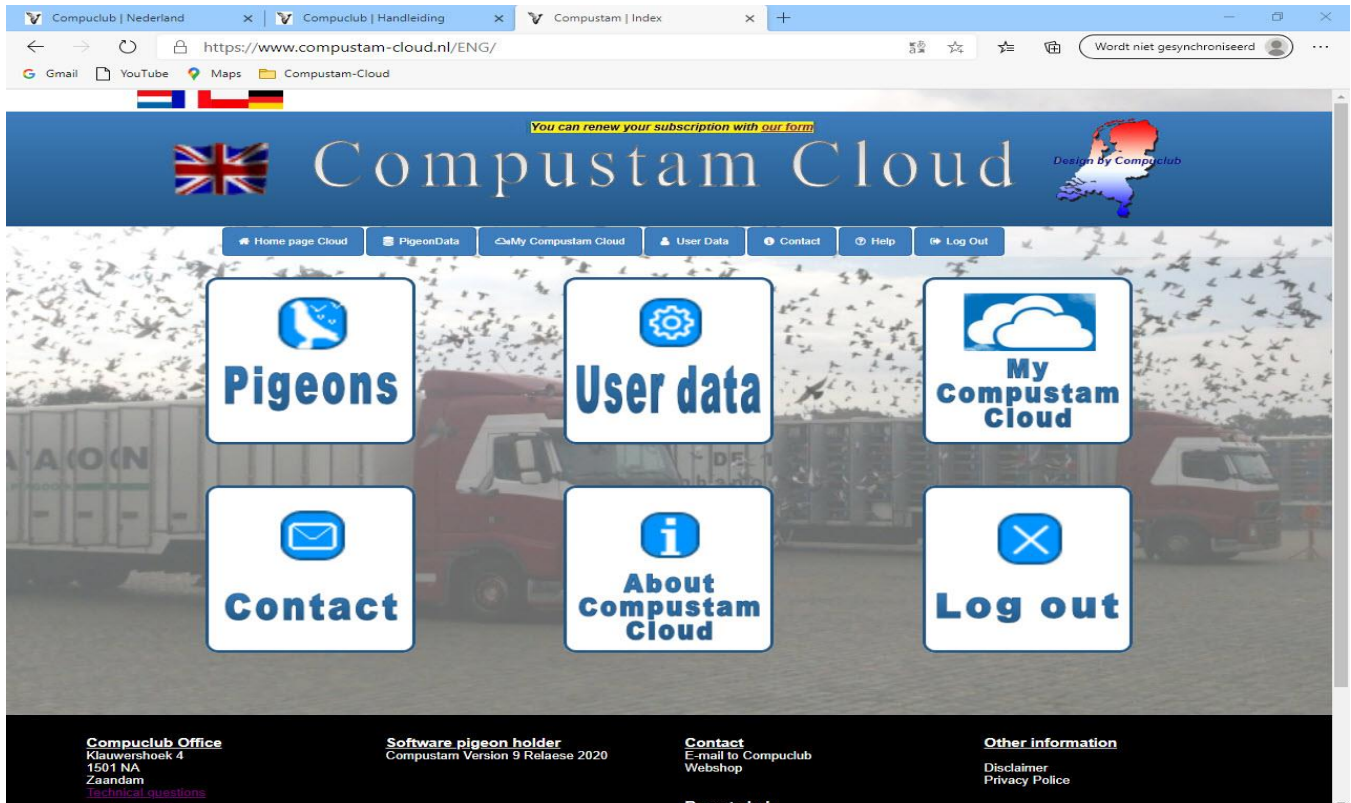 Compuclub | Nederland
Compuclub | Handleiding
Compustam | Index
https://www.compustam-cloud.nl/ENG/
Wordt niet gesynchroniseerd
Gmail
YouTube
Maps
Compustam-Cloud
You can renew your subscription with our form
Compustam Cloud
Design by Compuclub
Home page Cloud
PigeonData
My Compustam Cloud
User Data
Contact
Help
Log Out
Pigeons
User data
My
Compustam
Cloud
Contact
About
Compustam
Cloud
Log out
Compuclub Office
Klauwershoek 4
1501 NA
Zaandam
Technical questions
Software pigeon holder
Compustam Version 9 Relaese 2020
Contact
E-mail to Compuclub
Webshop
Other information
Disclaimer
Privacy Police